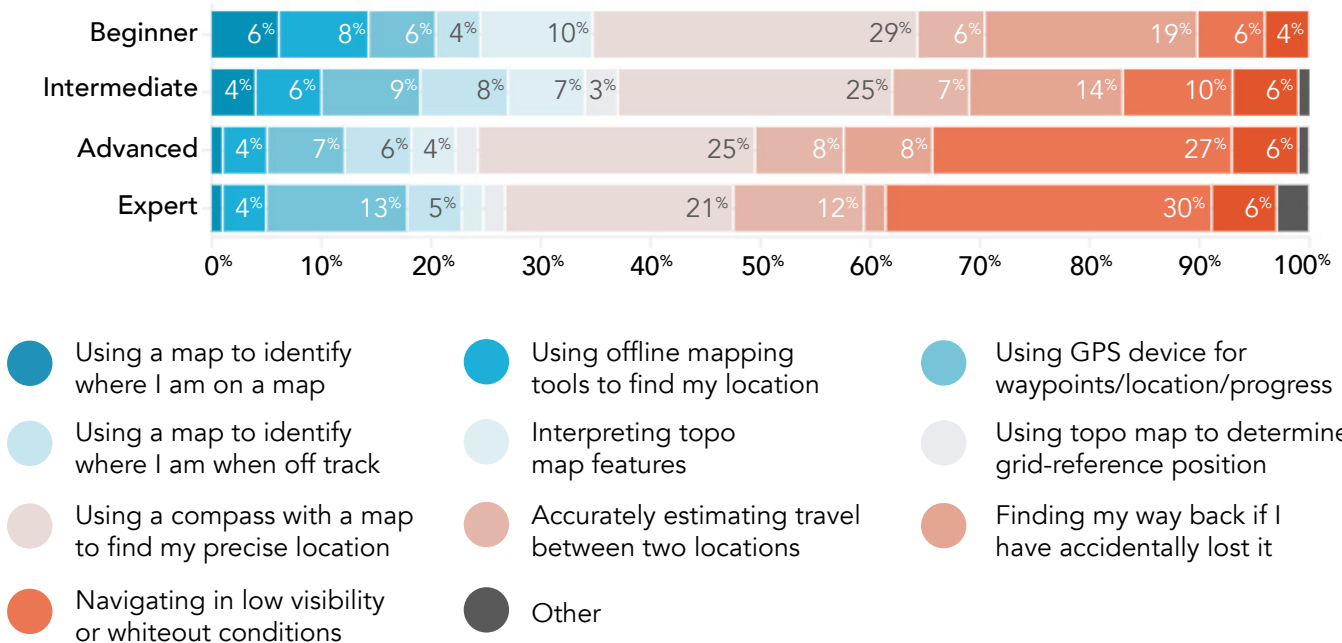 Beginner 6% 8% 6% 4% 10% 29% 6% 19% 6% 4%
Intermediate 4% 6% 9% 8% 7% 3% 25% 7% 14% 10% 6%
Advanced 4% 7% 6% 4% 25% 8% 8% 27% 6%
Expert 4% 13% 5% 21% 12% 30% 6%
0% 10% 20% 30% 40% 50% 60% 70% 80% 90% 100%
Using a map to identify
where I am on a map
Using offline mapping
tools to find my location
Using GPS device for
waypoints/location/progress
Using a map to identify
where I am when off track
Interpreting topo
map features
Using topo map to determine
grid-reference position
Using a compass with a map
to find my precise location
Accurately estimating travel
between two locations
Finding my way back if I
have accidentally lost it
Navigating in low visibility
or whiteout conditions
Other